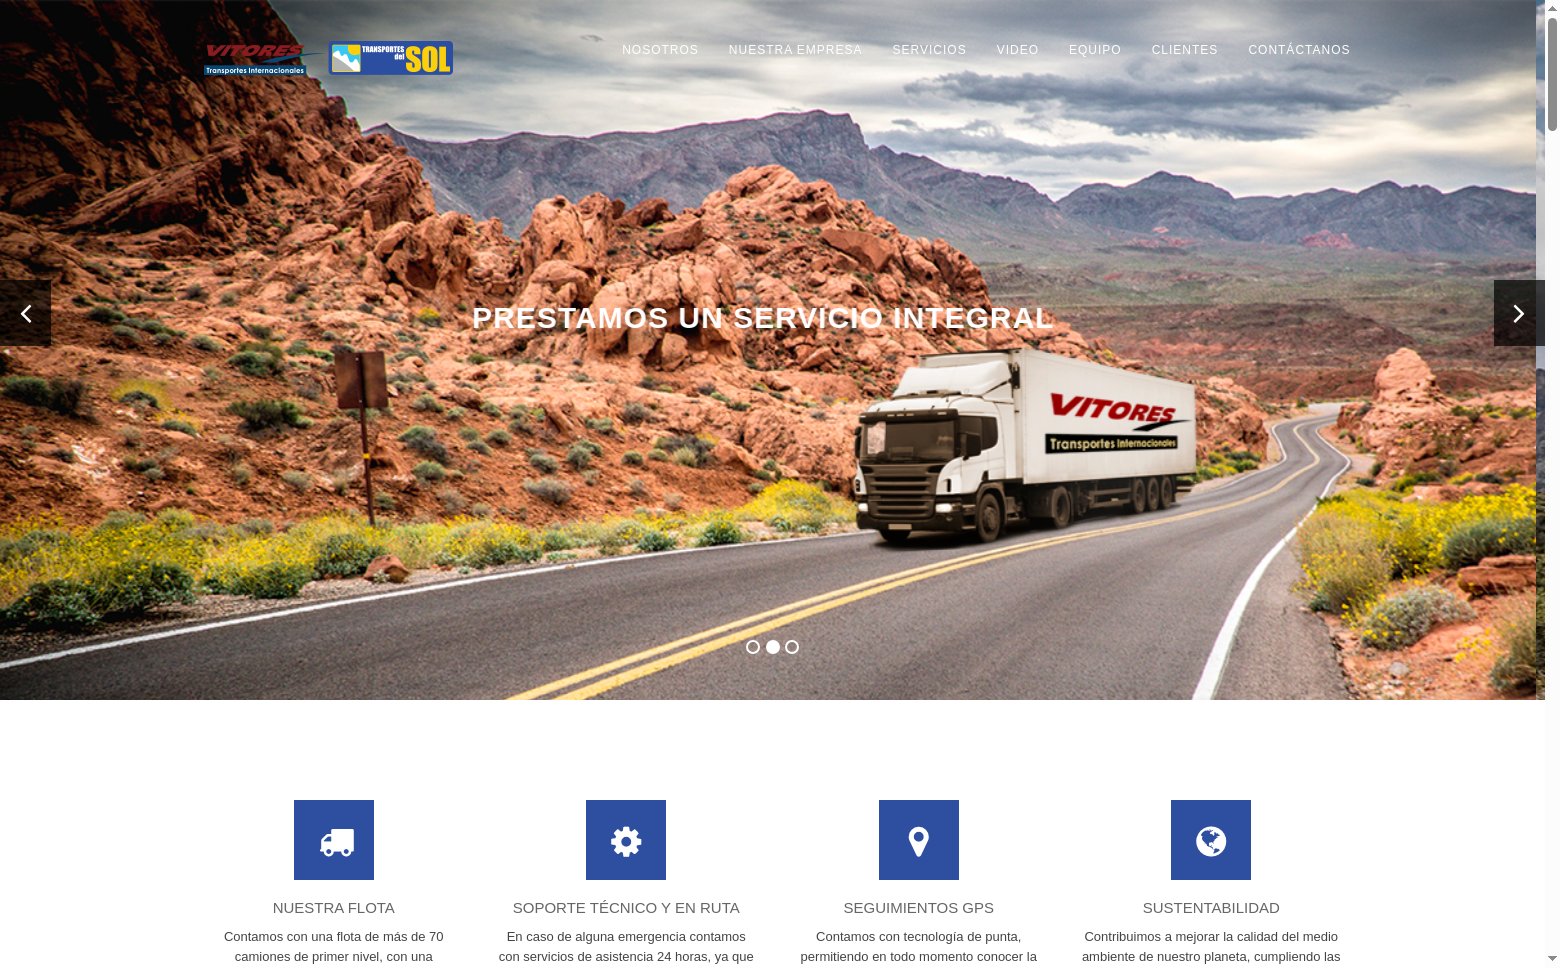 VITORES
Transportes Internacionales
TRANSPORTES
del SOL
NOSOTROS
NUESTRA EMPRESA
SERVICIOS
VIDEO
EQUIPO
CLIENTES
CONTÁCTANOS
PRESTAMOS UN SERVICIO INTEGRAL
VITORES
Transportes Internacionales
NUESTRA FLOTA
Contamos con una flota de más de 70
camiones de primer nivel, con una
SOPORTE TÉCNICO Y EN RUTA
En caso de alguna emergencia contamos
con servicios de asistencia 24 horas, ya que
SEGUIMIENTOS GPS
Contamos con tecnología de punta,
permitiendo en todo momento conocer la
SUSTENTABILIDAD
Contribuimos a mejorar la calidad del medio
ambiente de nuestro planeta, cumpliendo las